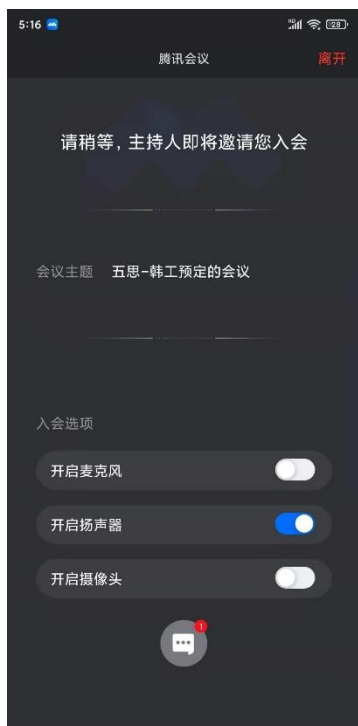 5:16
28
腾讯会议
离开
请稍等，主持人即将邀请您入会
会议主题 五思-韩工预定的会议
入会选项
开启麦克风
开启扬声器
开启摄像头
1